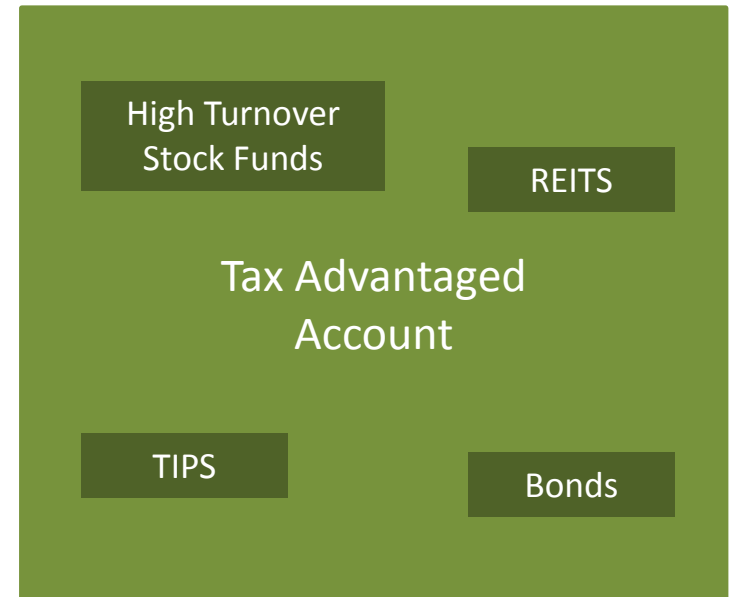 High Turnover
Stock Funds
REITS
Tax Advantaged
Account
TIPS
Bonds